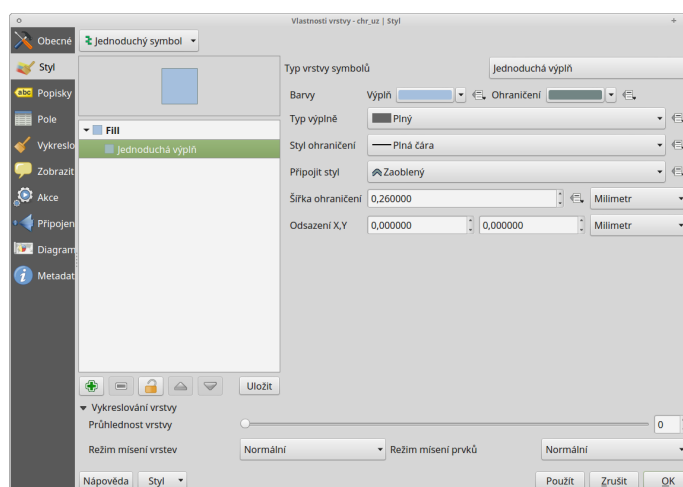 Vlastnosti vrstvy - chr_uz | Styl
Obecné
Styl
abc Popisky
Pole
Vykreslo
Zobrazit
Akce
Připojen
Diagram
Metadat
Jednoduchý symbol
Fill
Jednoduchá výplň
Uložit
Typ vrstvy symbolů Jednoduchá výplň
Barvy Výplň Ohraničení
Typ výplně Plný
Styl ohraničení Plná čára
Připojit styl Zaoblený
Šířka ohraničení 0,260000 Milimetr
Odsazení X,Y 0,000000 0,000000 Milimetr
Vykreslování vrstvy
Průhlednost vrstvy 0
Režim mísení vrstev Normální Režim mísení prvků Normální
Nápověda Styl Použít Zrušit OK